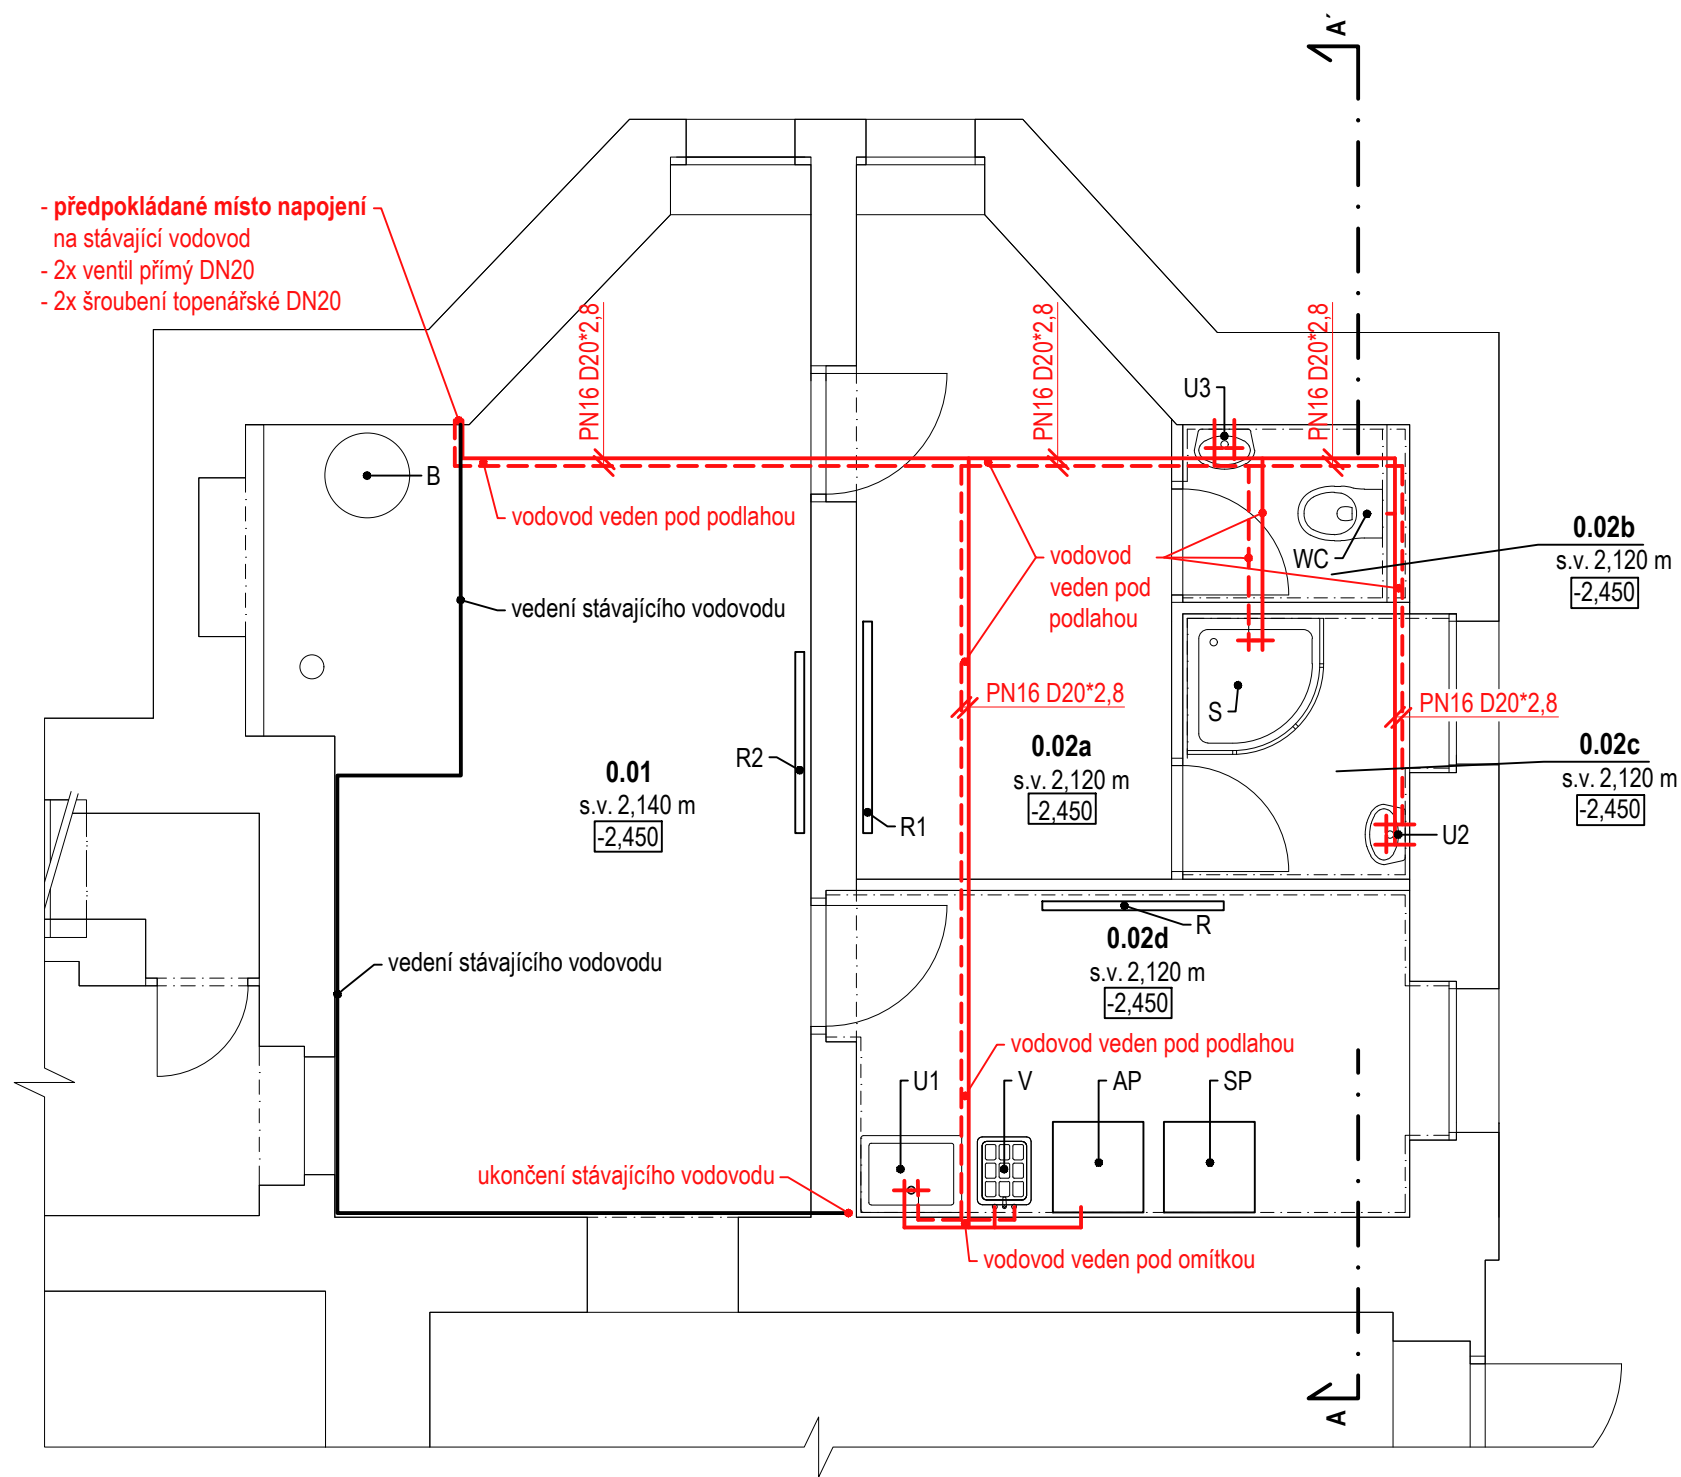 A´
- předpokládané místo napojení
na stávající vodovod
- 2x ventil přímý DN20
- 2x šroubení topenářské DN20
PN16 D20*2,8
PN16 D20*2,8
PN16 D20*2,8
U3
B
vodovod veden pod podlahou
vodovod
veden pod
podlahou
WC
0.02b
s.v. 2,120 m
-2,450
vedení stávajícího vodovodu
PN16 D20*2,8
S
PN16 D20*2,8
R2
0.01
s.v. 2,140 m
-2,450
0.02a
s.v. 2,120 m
-2,450
0.02c
s.v. 2,120 m
-2,450
R1
U2
R
0.02d
s.v. 2,120 m
-2,450
vedení stávajícího vodovodu
vodovod veden pod podlahou
U1
V
AP
SP
ukončení stávajícího vodovodu
vodovod veden pod omítkou
A